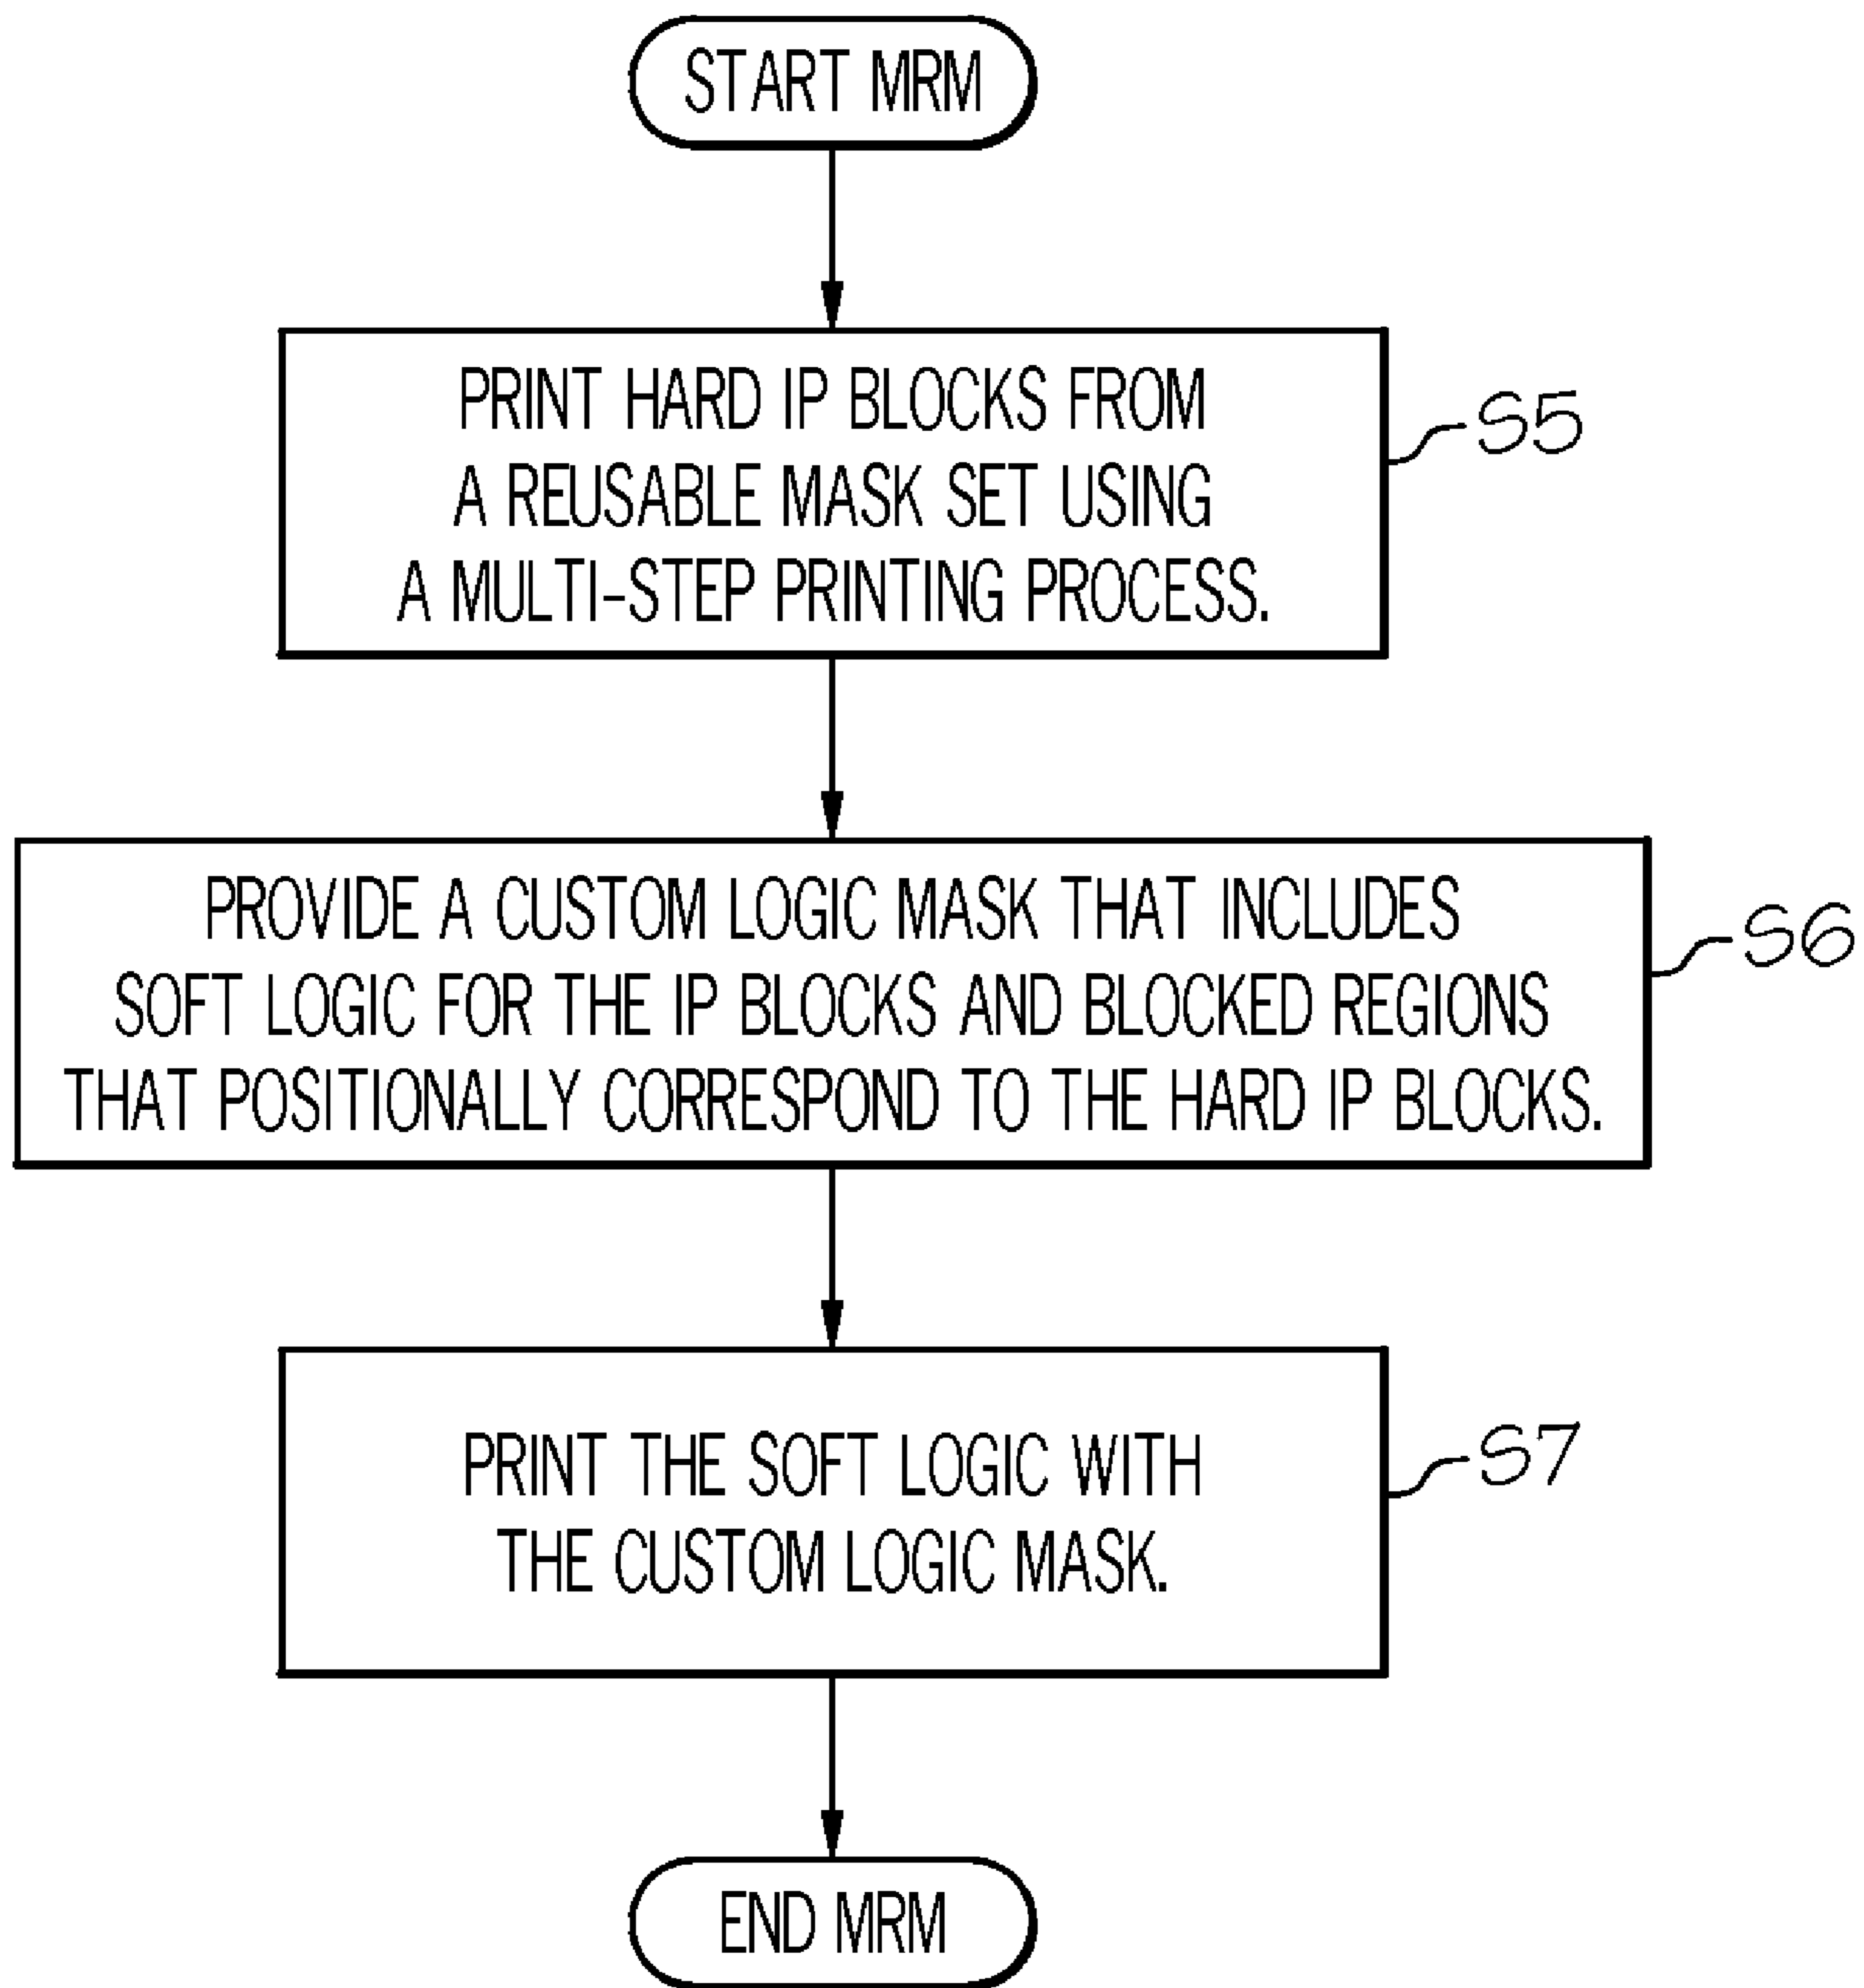 START MRM
PRINT HARD IP BLOCKS FROM
A REUSABLE MASK SET USING
A MULTI-STEP PRINTING PROCESS.
S5
PROVIDE A CUSTOM LOGIC MASK THAT INCLUDES
SOFT LOGIC FOR THE IP BLOCKS AND BLOCKED REGIONS
THAT POSITIONALLY CORRESPOND TO THE HARD IP BLOCKS.
S6
PRINT THE SOFT LOGIC WITH
THE CUSTOM LOGIC MASK.
S7
END MRM